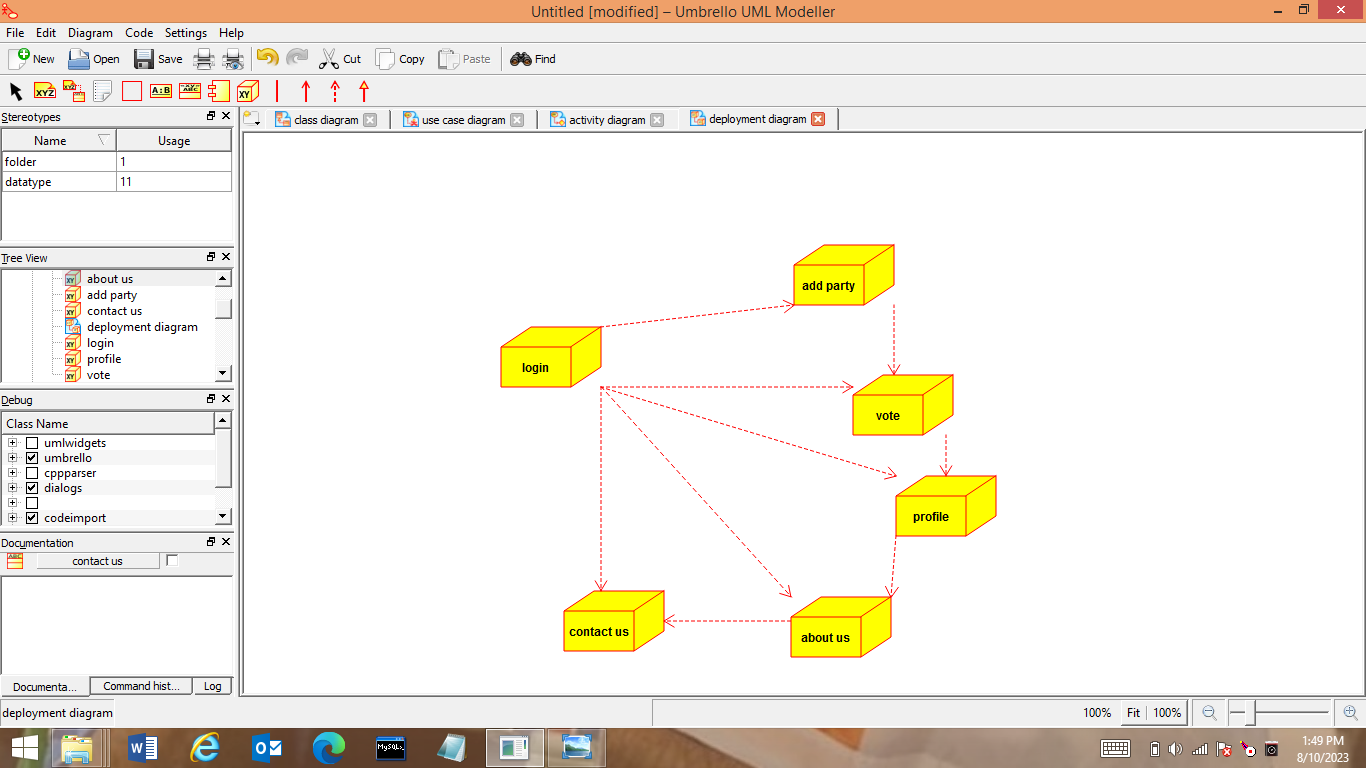 Untitled [modified] – Umbrello UML Modeller
File Edit Diagram Code Settings Help
New Open Save Cut Copy Paste Find
XYZ XYZ A:B ABC XY
Stereotypes
class diagram use case diagram activity diagram deployment diagram
Name Usage
folder 1
datatype 11
Tree View
about us
add party
contact us
deployment diagram
login
profile
vote
Debug
Class Name
umlwidgets
umbrello
cppparser
dialogs
codeimport
Documentation
contact us
Documenta... Command hist... Log
add party
login
vote
profile
contact us
about us
deployment diagram
100% Fit 100%
MySQL
1:49 PM
8/10/2023